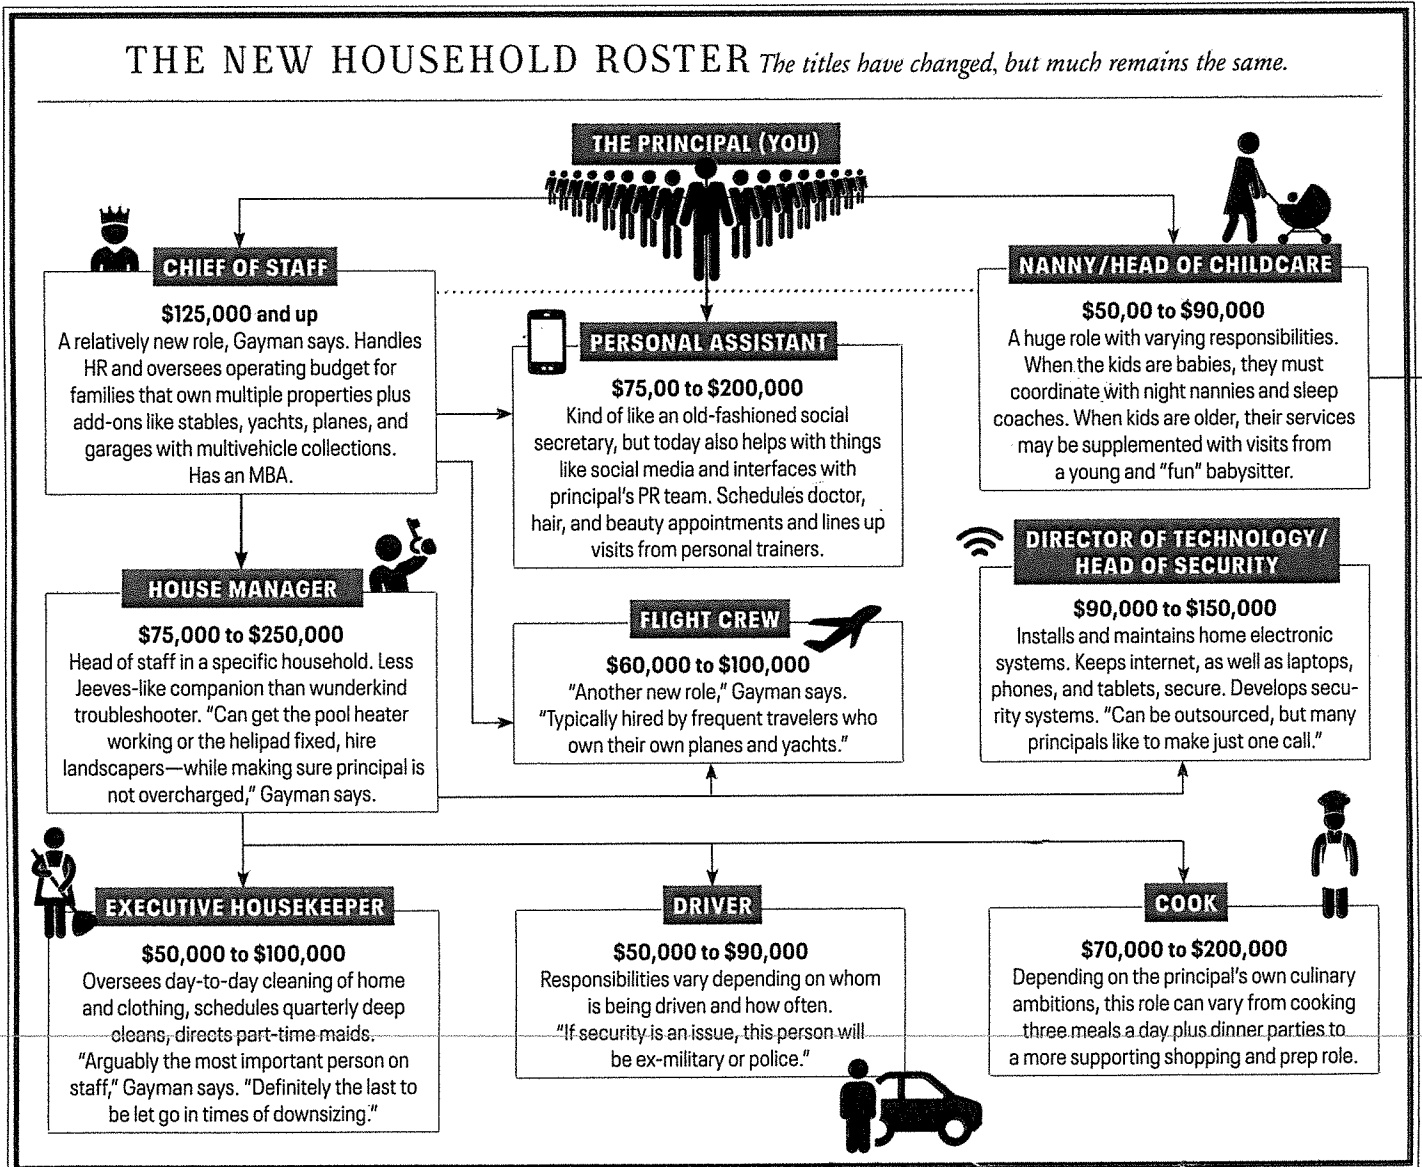 THE NEW HOUSEHOLD ROSTER The titles have changed, but much remains the same.
THE PRINCIPAL (YOU)
CHIEF OF STAFF
$125,000 and up
A relatively new role, Gayman says. Handles
HR and oversees operating budget for
families that own multiple properties plus
add-ons like stables, yachts, planes, and
garages with multivehicle collections.
Has an MBA.
PERSONAL ASSISTANT
$75,00 to $200,000
Kind of like an old-fashioned social
secretary, but today also helps with things
like social media and interfaces with
principal's PR team. Schedules doctor,
hair, and beauty appointments and lines up
visits from personal trainers.
NANNY/HEAD OF CHILDCARE
$50,00 to $90,000
A huge role with varying responsibilities.
When the kids are babies, they must
coordinate with night nannies and sleep
coaches. When kids are older, their services
may be supplemented with visits from
a young and "fun" babysitter.
HOUSE MANAGER
$75,000 to $250,000
Head of staff in a specific household. Less
Jeeves-like companion than wunderkind
troubleshooter. "Can get the pool heater
working or the helipad fixed, hire
landscapers—while making sure principal is
not overcharged," Gayman says.
FLIGHT CREW
$60,000 to $100,000
"Another new role," Gayman says.
"Typically hired by frequent travelers who
own their own planes and yachts."
DIRECTOR OF TECHNOLOGY/
HEAD OF SECURITY
$90,000 to $150,000
Installs and maintains home electronic
systems. Keeps internet, as well as laptops,
phones, and tablets, secure. Develops secu-
rity systems. "Can be outsourced, but many
principals like to make just one call."
EXECUTIVE HOUSEKEEPER
$50,000 to $100,000
Oversees day-to-day cleaning of home
and clothing, schedules quarterly deep
cleans, directs part-time maids.
"Arguably the most important person on
staff," Gayman says. "Definitely the last to
be let go in times of downsizing."
DRIVER
$50,000 to $90,000
Responsibilities vary depending on whom
is being driven and how often.
"If security is an issue, this person will
be ex-military or police."
COOK
$70,000 to $200,000
Depending on the principal's own culinary
ambitions, this role can vary from cooking
three meals a day plus dinner parties to
a more supporting shopping and prep role.